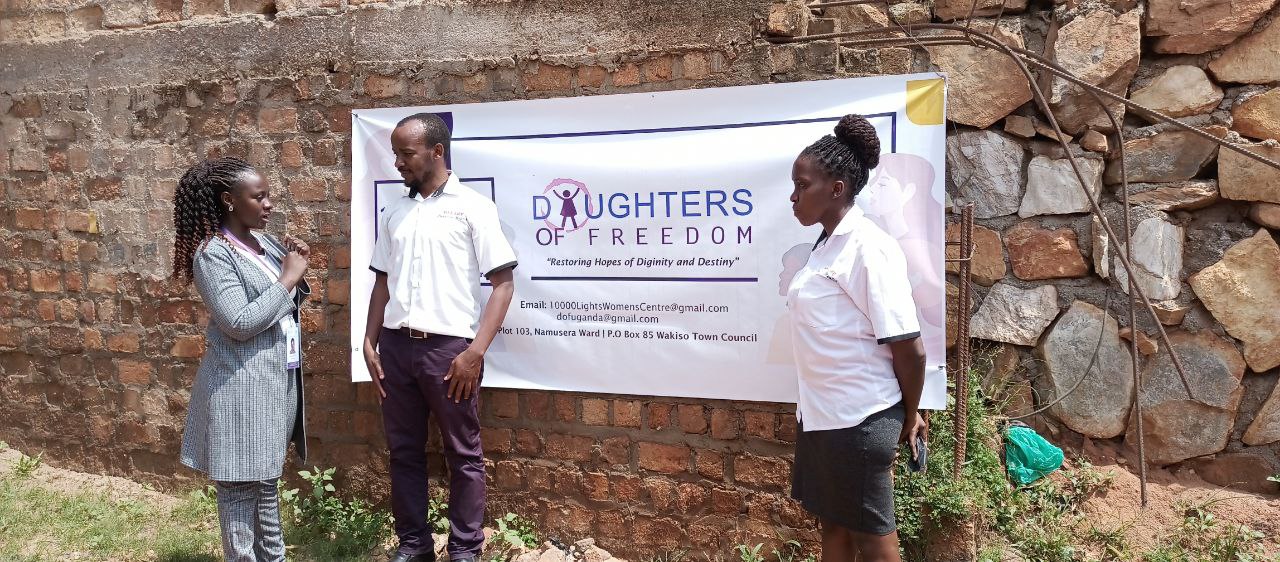 DAUGHTERS
OF FREEDOM
"Restoring Hopes of Diginity and Destiny"
Email: 10000LightsWomensCentre@gmail.com
dofuganda@gmail.com
Plot 103, Namusera Ward | P.O Box 85 Wakiso Town Council